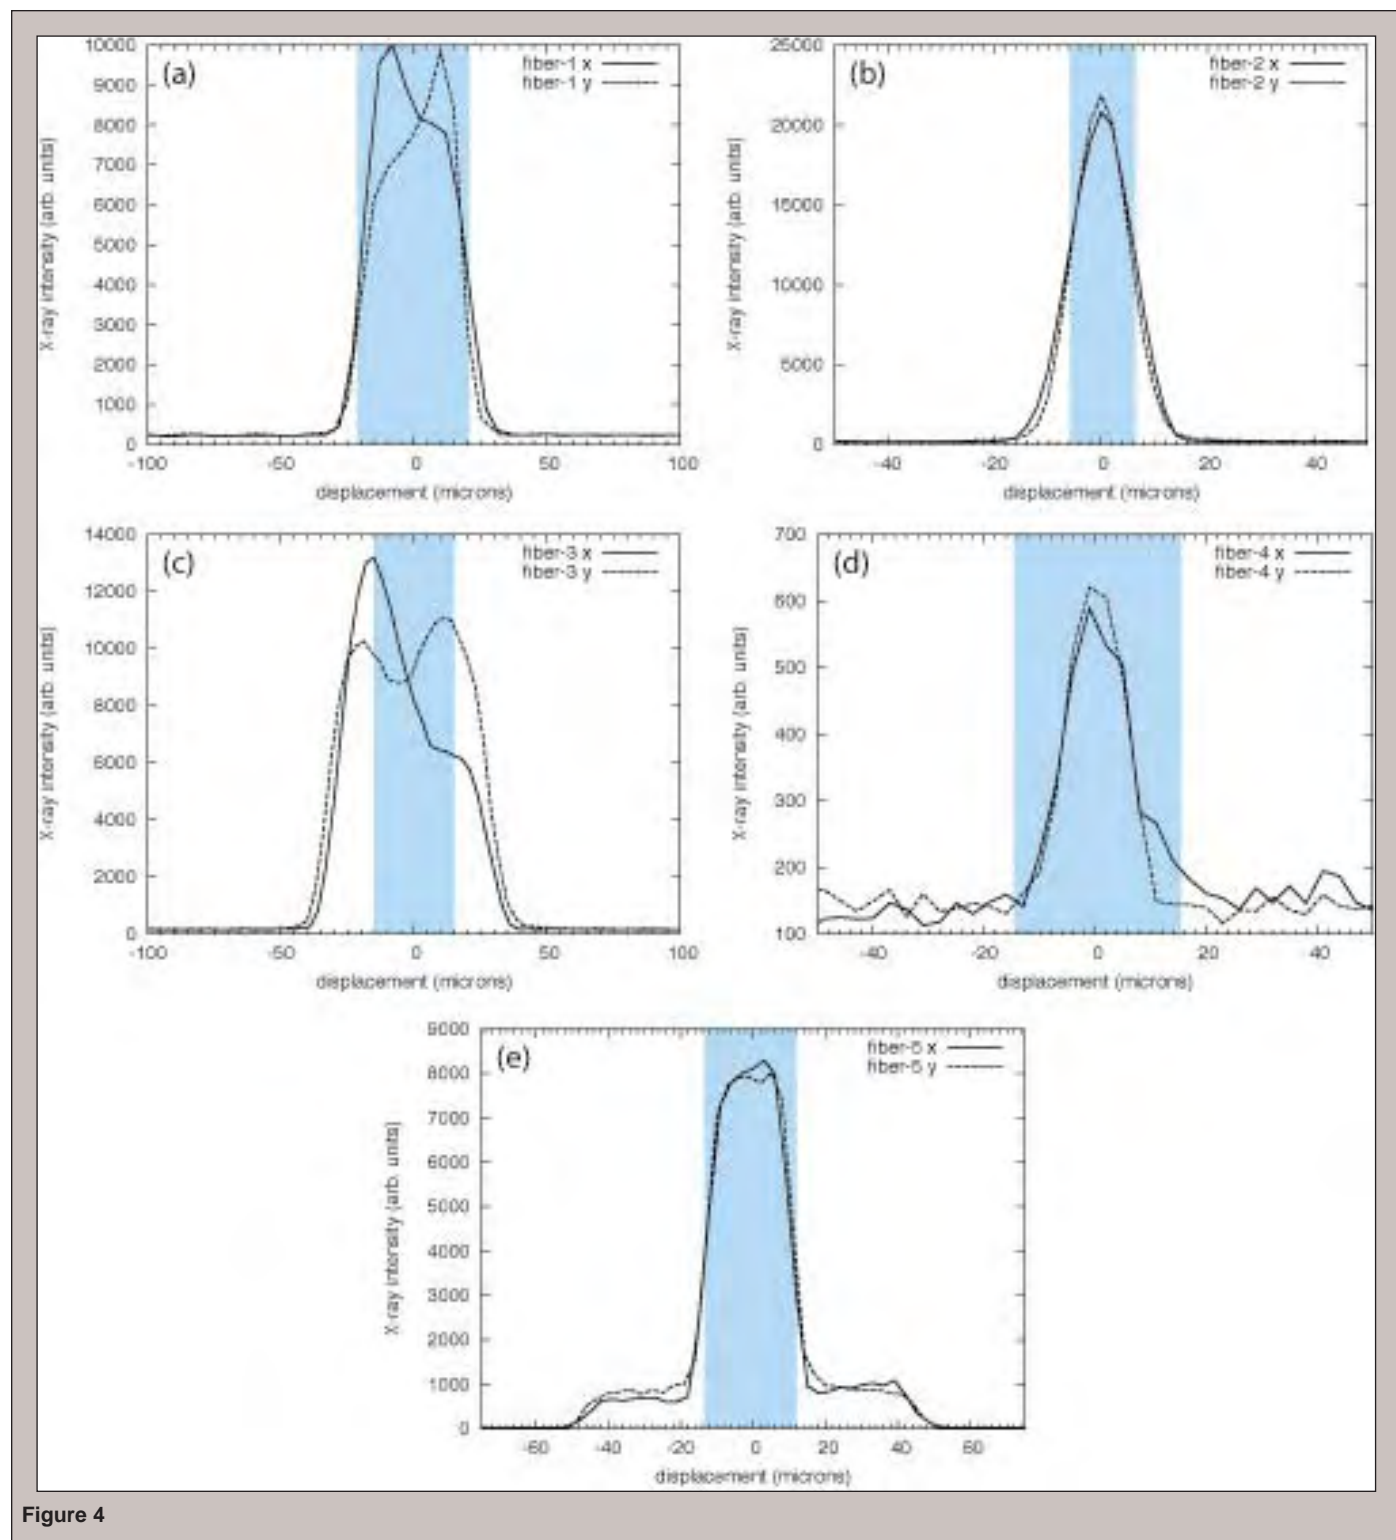 10000
9000
8000
7000
6000
5000
4000
3000
2000
1000
0
-100
-50
0
50
100
X-ray intensity (arb. units)
displacement (microns)
(a)
fiber-1 x
fiber-1 y
25000
20000
15000
10000
5000
0
-40
-20
0
20
40
X-ray intensity (arb. units)
displacement (microns)
(b)
fiber-2 x
fiber-2 y
14000
12000
10000
8000
6000
4000
2000
0
-100
-50
0
50
100
X-ray intensity (arb. units)
displacement (microns)
(c)
fiber-3 x
fiber-3 y
700
600
500
400
300
200
100
-40
-20
0
20
40
X-ray intensity (arb. units)
displacement (microns)
(d)
fiber-4 x
fiber-4 y
9000
8000
7000
6000
5000
4000
3000
2000
1000
0
-60
-40
-20
0
20
40
60
X-ray intensity (arb. units)
displacement (microns)
(e)
fiber-5 x
fiber-5 y
Figure 4